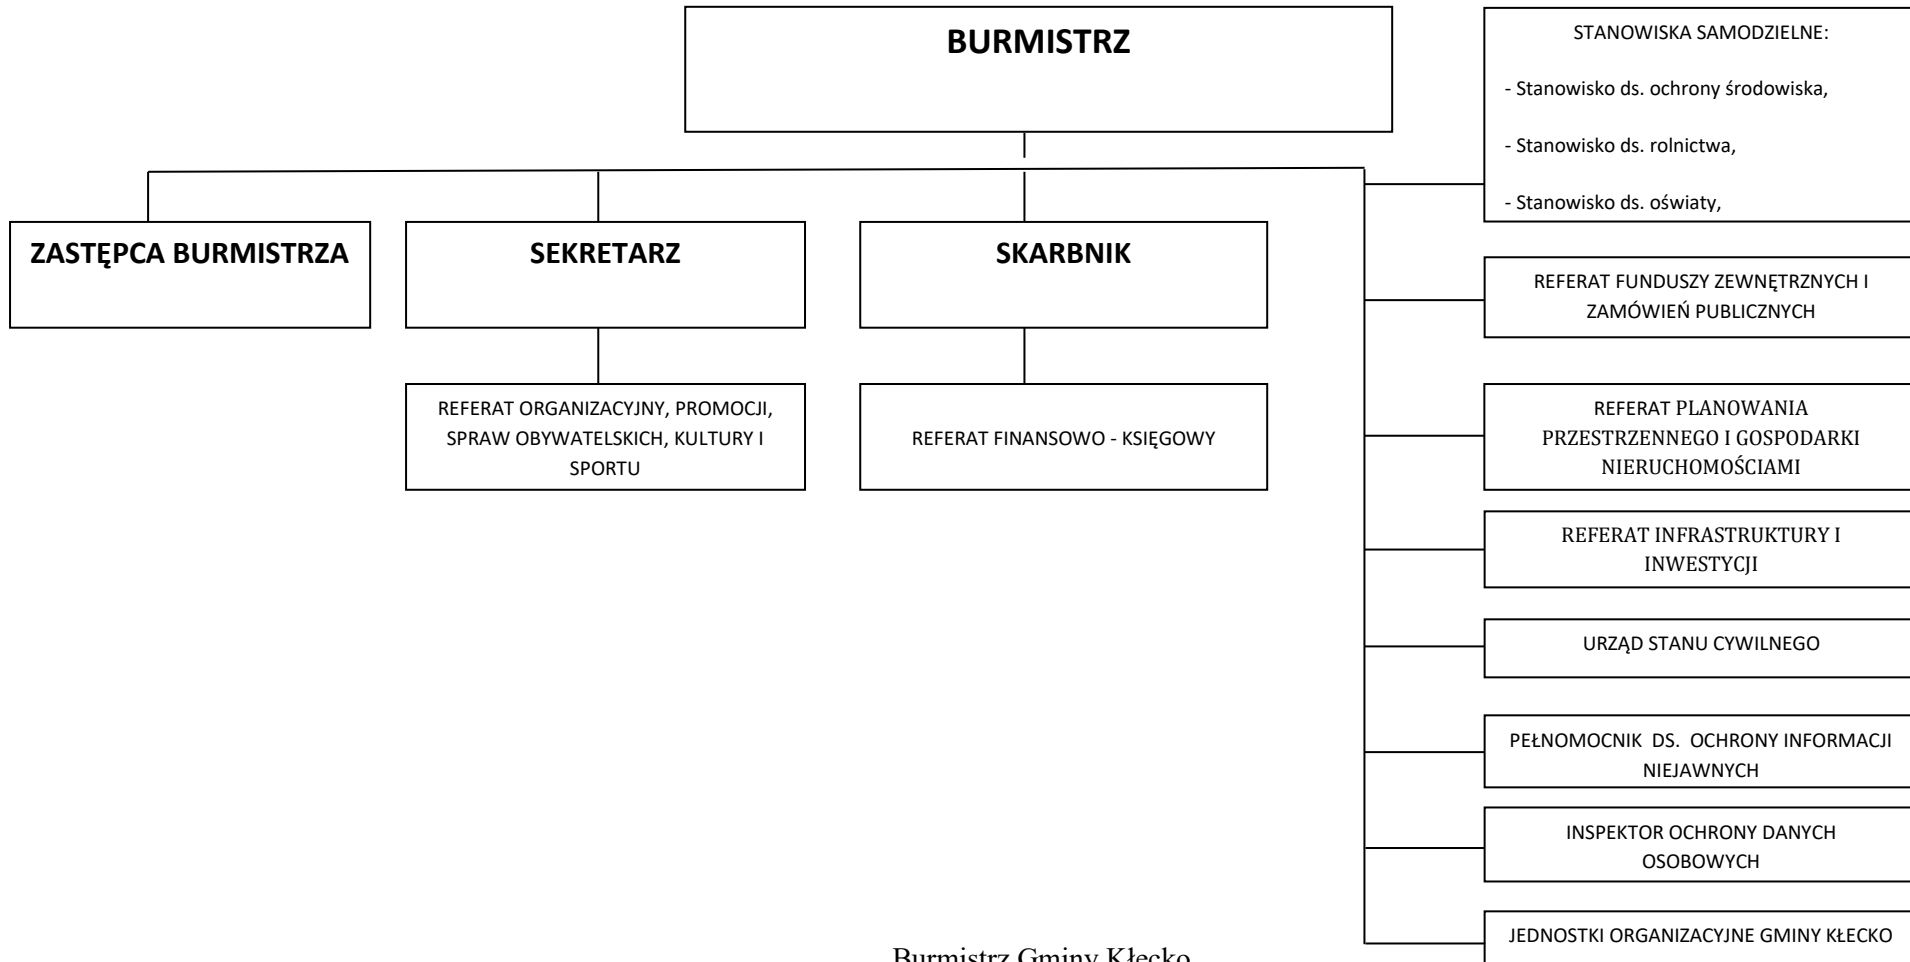 BURMISTRZ
STANOWISKA SAMODZIELNE:
- Stanowisko ds. ochrony środowiska,
- Stanowisko ds. rolnictwa,
- Stanowisko ds. oświaty,
ZASTĘPCA BURMISTRZA
SEKRETARZ
SKARBNIK
REFERAT FUNDUSZY ZEWNĘTRZNYCH I
ZAMÓWIEŃ PUBLICZNYCH
REFERAT ORGANIZACYJNY, PROMOCJI,
SPRAW OBYWATELSKICH, KULTURY I
SPORTU
REFERAT FINANSOWO - KSIĘGOWY
REFERAT PLANOWANIA
PRZESTRZENNEGO I GOSPODARKI
NIERUCHOMOŚCIAMI
REFERAT INFRASTRUKTURY I
INWESTYCJI
URZĄD STANU CYWILNEGO
PEŁNOMOCNIK  DS.  OCHRONY INFORMACJI
NIEJAWNYCH
INSPEKTOR OCHRONY DANYCH
OSOBOWYCH
JEDNOSTKI ORGANIZACYJNE GMINY KŁECKO
Burmistrz Gminy Kłecko